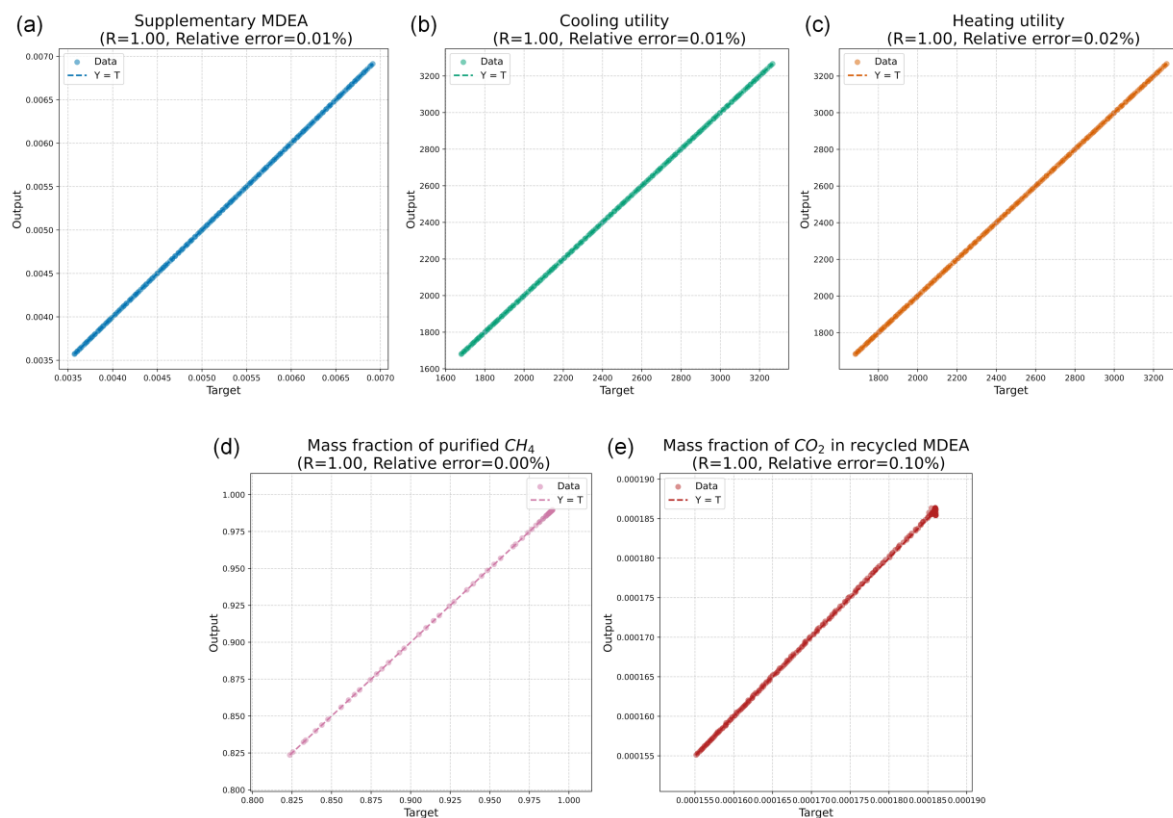 (a)
Supplementary MDEA
(R=1.00, Relative error=0.01%)
Data
Y = T
0.0070
0.0065
0.0060
0.0055
0.0050
0.0045
0.0040
0.0035
Output
0.0035 0.0040 0.0045 0.0050 0.0055 0.0060 0.0065 0.0070
Target
(b)
Cooling utility
(R=1.00, Relative error=0.01%)
Data
Y = T
3200
3000
2800
2600
2400
2200
2000
1800
1600
Output
1600 1800 2000 2200 2400 2600 2800 3000 3200
Target
(c)
Heating utility
(R=1.00, Relative error=0.02%)
Data
Y = T
3200
3000
2800
2600
2400
2200
2000
1800
Output
1800 2000 2200 2400 2600 2800 3000 3200
Target
(d)
Mass fraction of purified CH4
(R=1.00, Relative error=0.00%)
Data
Y = T
1.000
0.975
0.950
0.925
0.900
0.875
0.850
0.825
0.800
Output
0.800 0.825 0.850 0.875 0.900 0.925 0.950 0.975 1.000
Target
(e)
Mass fraction of CO2 in recycled MDEA
(R=1.00, Relative error=0.10%)
Data
Y = T
0.000190
0.000185
0.000180
0.000175
0.000170
0.000165
0.000160
0.000155
Output
0.000155 0.000160 0.000165 0.000170 0.000175 0.000180 0.000185 0.000190
Target